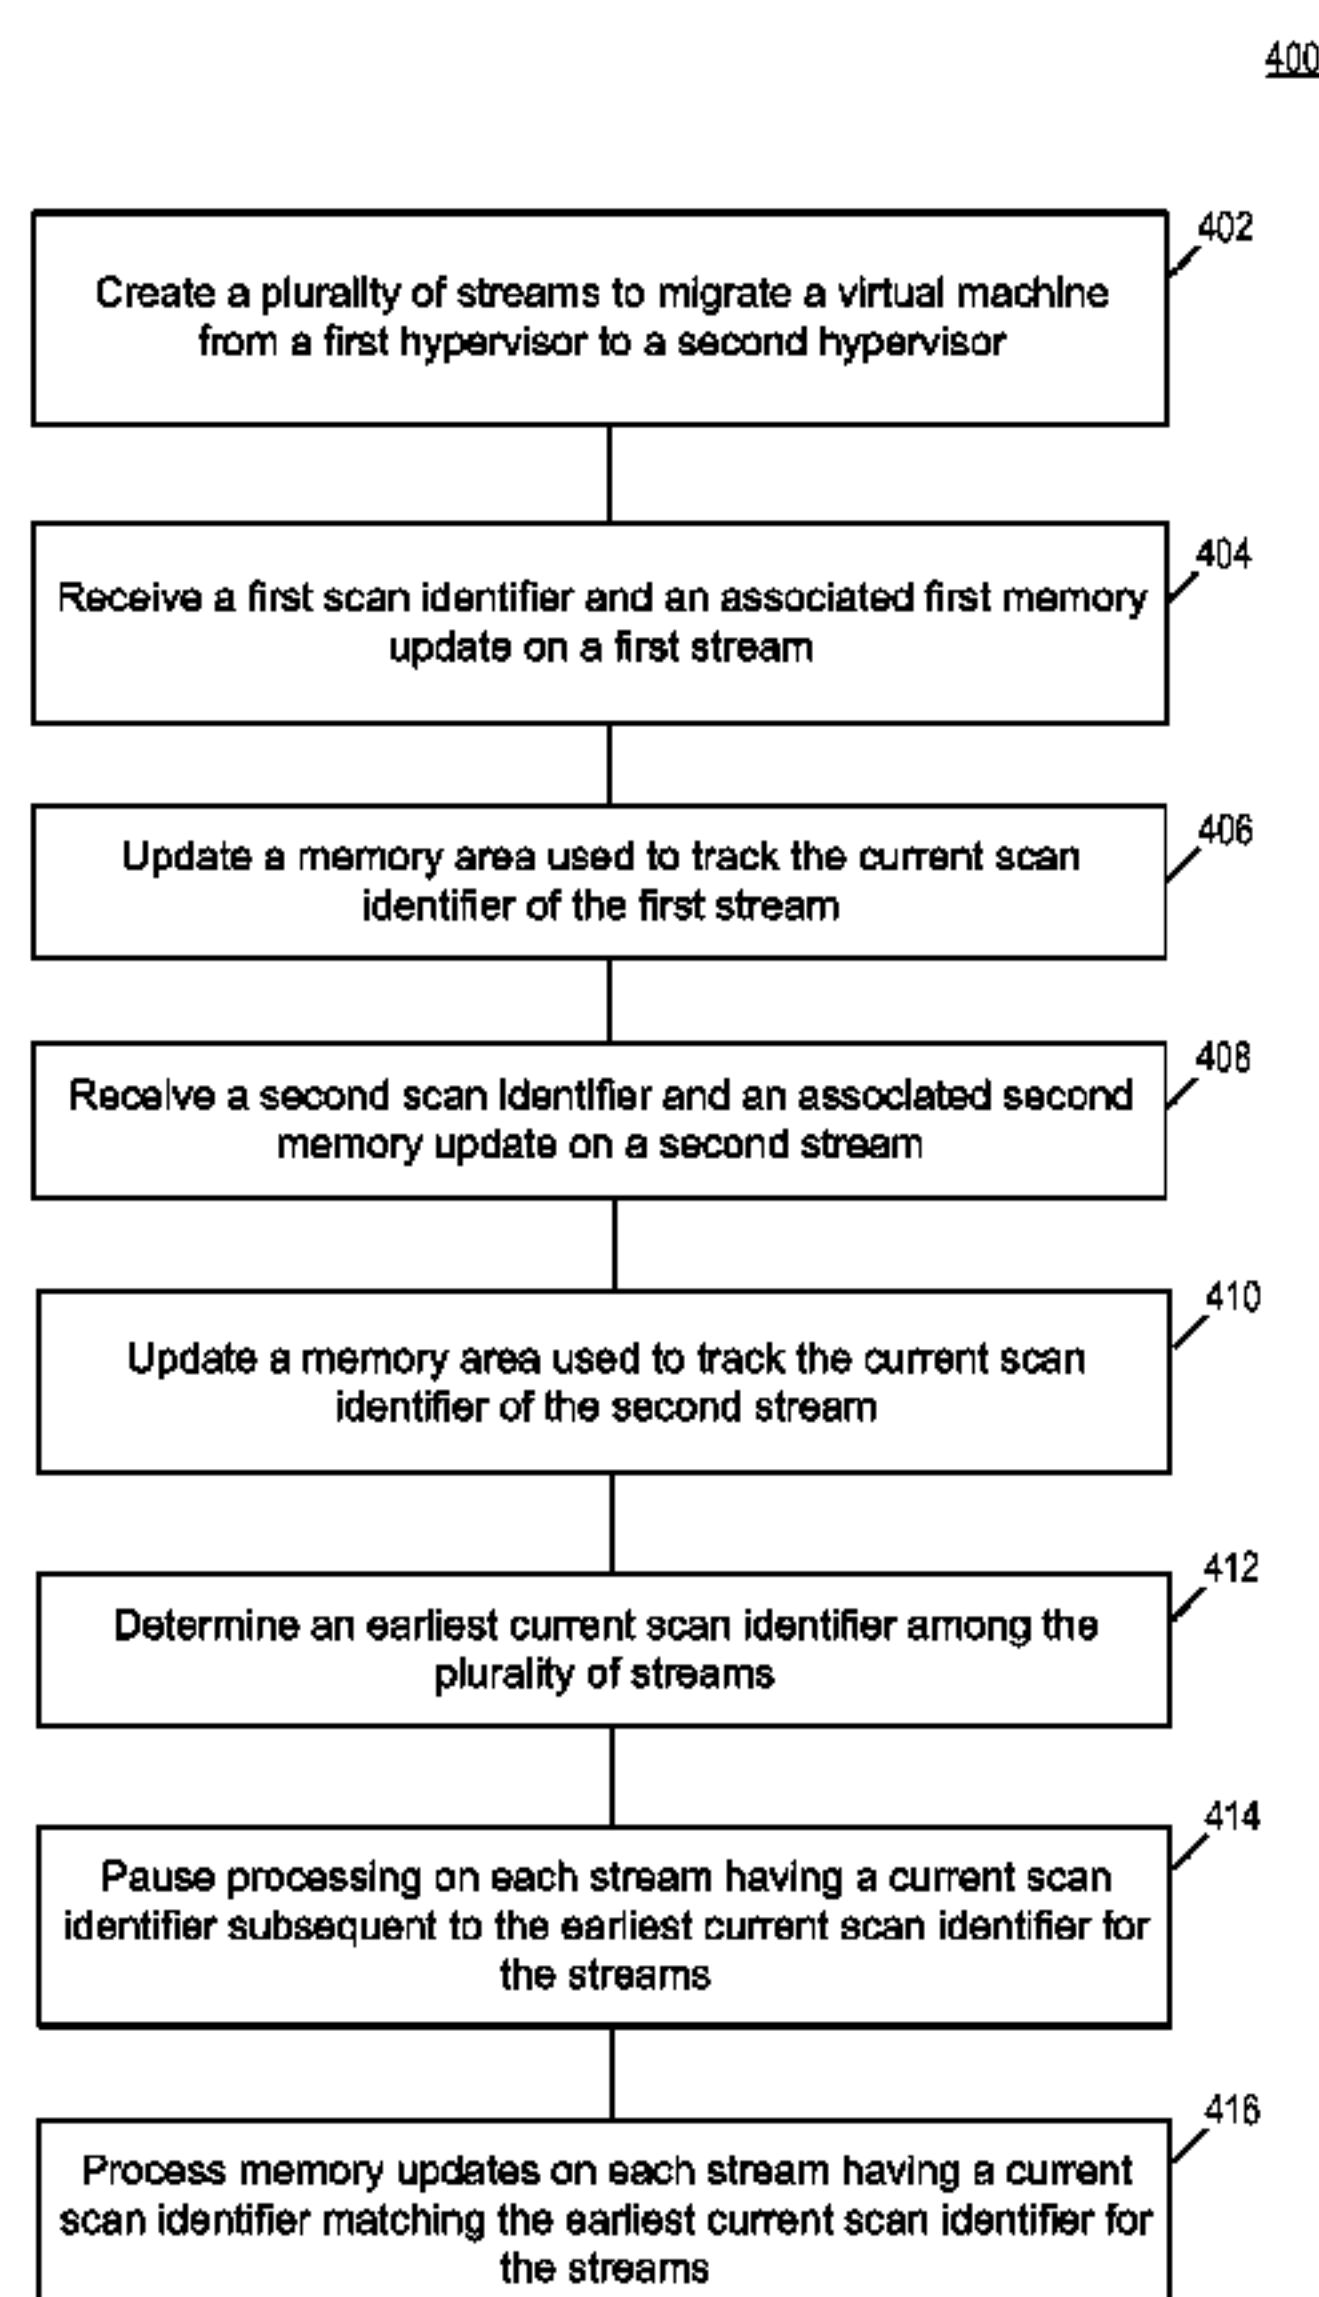 400
402
Create a plurality of streams to migrate a virtual machine
from a first hypervisor to a second hypervisor
404
Receive a first scan identifier and an associated first memory
update on a first stream
406
Update a memory area used to track the current scan
identifier of the first stream
408
Receive a second scan identifier and an associated second
memory update on a second stream
410
Update a memory area used to track the current scan
identifier of the second stream
412
Determine an earliest current scan identifier among the
plurality of streams
414
Pause processing on each stream having a current scan
identifier subsequent to the earliest current scan identifier for
the streams
416
Process memory updates on each stream having a current
scan identifier matching the earliest current scan identifier for
the streams